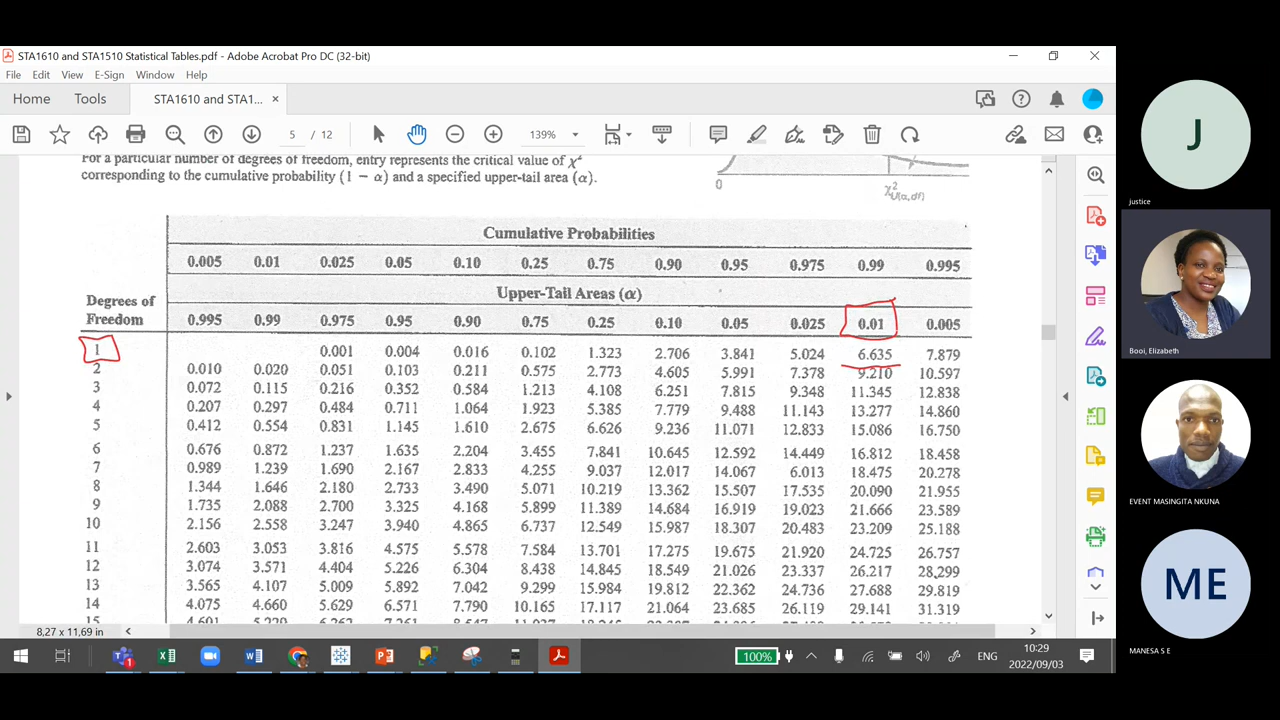 STA1610 and STA1510 Statistical Tables.pdf - Adobe Acrobat Pro DC (32-bit)
File Edit View E-Sign Window Help
Home Tools STA1610 and STA1... ×
5 / 12 139%
For a particular number of degrees of freedom, entry represents the critical value of χ²
corresponding to the cumulative probability (1 − α) and a specified upper-tail area (α).
0 χ²U(α,df)
Cumulative Probabilities
0.005 0.01 0.025 0.05 0.10 0.25 0.75 0.90 0.95 0.975 0.99 0.995
Upper-Tail Areas (α)
Degrees of
Freedom 0.995 0.99 0.975 0.95 0.90 0.75 0.25 0.10 0.05 0.025 0.01 0.005
1 0.001 0.004 0.016 0.102 1.323 2.706 3.841 5.024 6.635 7.879
2 0.010 0.020 0.051 0.103 0.211 0.575 2.773 4.605 5.991 7.378 9.210 10.597
3 0.072 0.115 0.216 0.352 0.584 1.213 4.108 6.251 7.815 9.348 11.345 12.838
4 0.207 0.297 0.484 0.711 1.064 1.923 5.385 7.779 9.488 11.143 13.277 14.860
5 0.412 0.554 0.831 1.145 1.610 2.675 6.626 9.236 11.071 12.833 15.086 16.750
6 0.676 0.872 1.237 1.635 2.204 3.455 7.841 10.645 12.592 14.449 16.812 18.458
7 0.989 1.239 1.690 2.167 2.833 4.255 9.037 12.017 14.067 6.013 18.475 20.278
8 1.344 1.646 2.180 2.733 3.490 5.071 10.219 13.362 15.507 17.535 20.090 21.955
9 1.735 2.088 2.700 3.325 4.168 5.899 11.389 14.684 16.919 19.023 21.666 23.589
10 2.156 2.558 3.247 3.940 4.865 6.737 12.549 15.987 18.307 20.483 23.209 25.188
11 2.603 3.053 3.816 4.575 5.578 7.584 13.701 17.275 19.675 21.920 24.725 26.757
12 3.074 3.571 4.404 5.226 6.304 8.438 14.845 18.549 21.026 23.337 26.217 28.299
13 3.565 4.107 5.009 5.892 7.042 9.299 15.984 19.812 22.362 24.736 27.688 29.819
14 4.075 4.660 5.629 6.571 7.790 10.165 17.117 21.064 23.685 26.119 29.141 31.319
15
8,27 x 11,69 in
100% ENG 10:29
2022/09/03
J
justice
Booi, Elizabeth
EVENT MASINGITA NKUNA
ME
MANESA S E